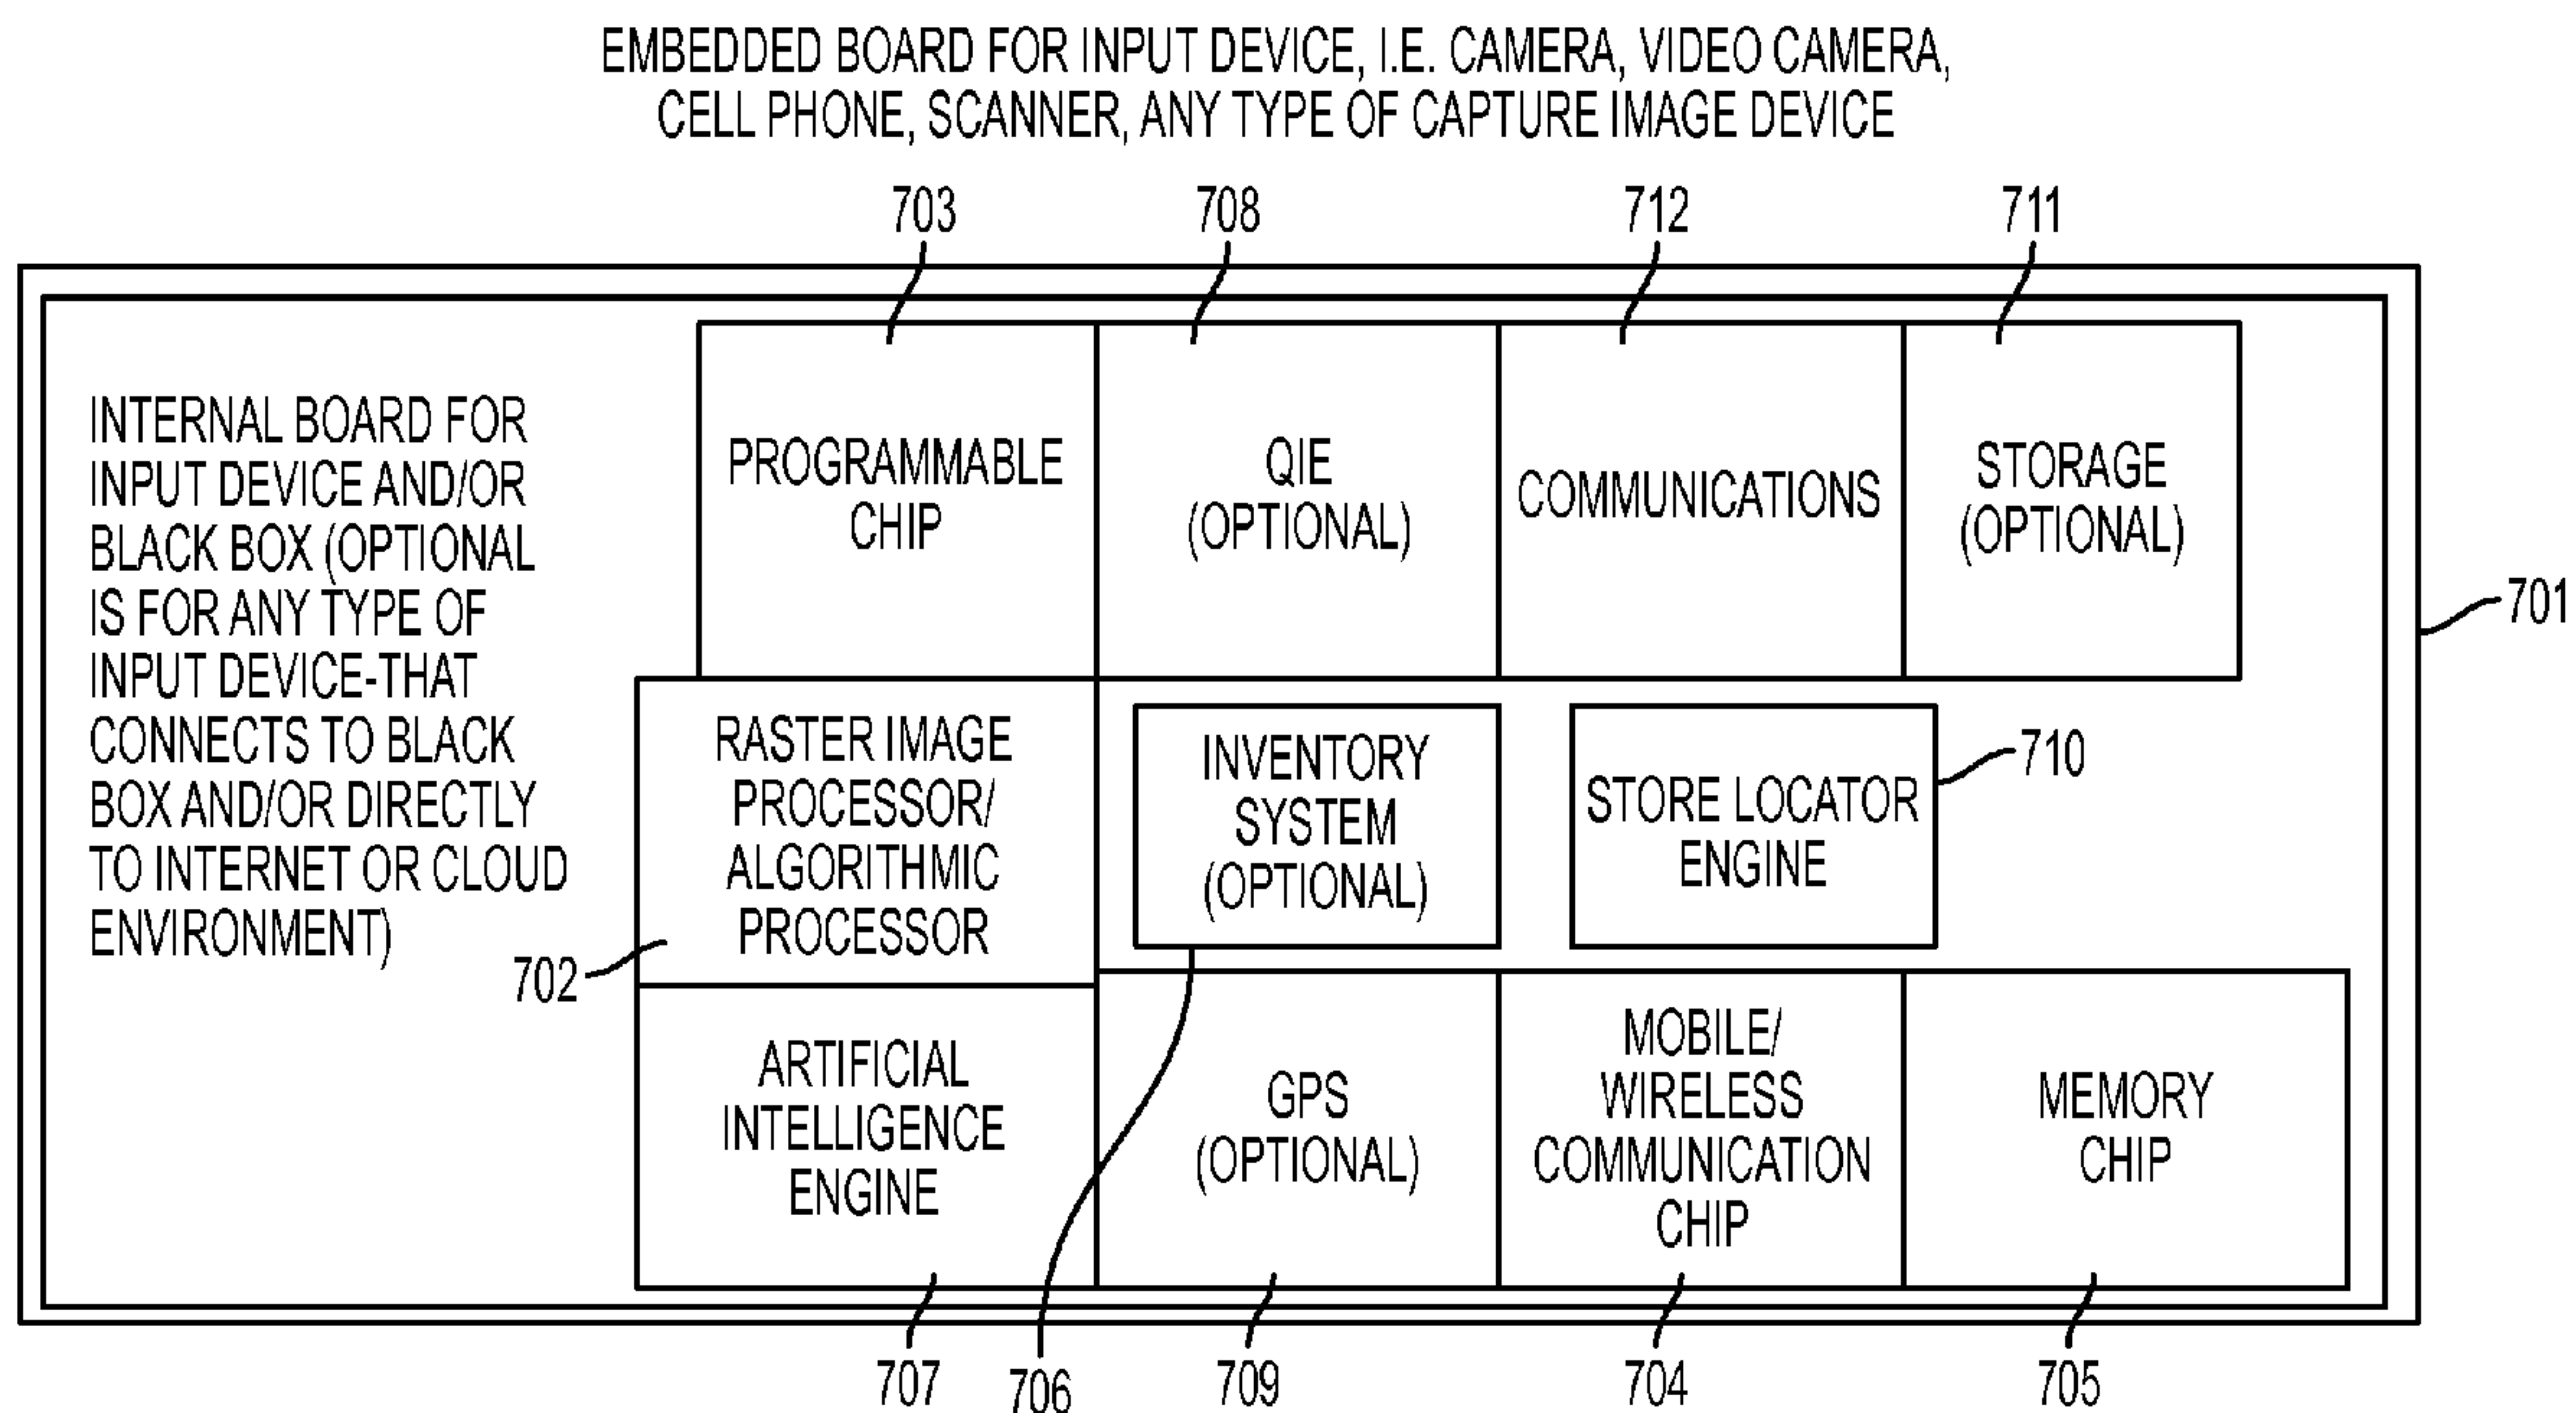 EMBEDDED BOARD FOR INPUT DEVICE, I.E. CAMERA, VIDEO CAMERA,
CELL PHONE, SCANNER, ANY TYPE OF CAPTURE IMAGE DEVICE
703
708
712
711
INTERNAL BOARD FOR
INPUT DEVICE AND/OR
BLACK BOX (OPTIONAL
IS FOR ANY TYPE OF
INPUT DEVICE-THAT
CONNECTS TO BLACK
BOX AND/OR DIRECTLY
TO INTERNET OR CLOUD
ENVIRONMENT)
PROGRAMMABLE
CHIP
QIE
(OPTIONAL)
COMMUNICATIONS
STORAGE
(OPTIONAL)
701
RASTER IMAGE
PROCESSOR/
ALGORITHMIC
PROCESSOR
702
INVENTORY
SYSTEM
(OPTIONAL)
STORE LOCATOR
ENGINE
710
ARTIFICIAL
INTELLIGENCE
ENGINE
GPS
(OPTIONAL)
MOBILE/
WIRELESS
COMMUNICATION
CHIP
MEMORY
CHIP
707
706
709
704
705